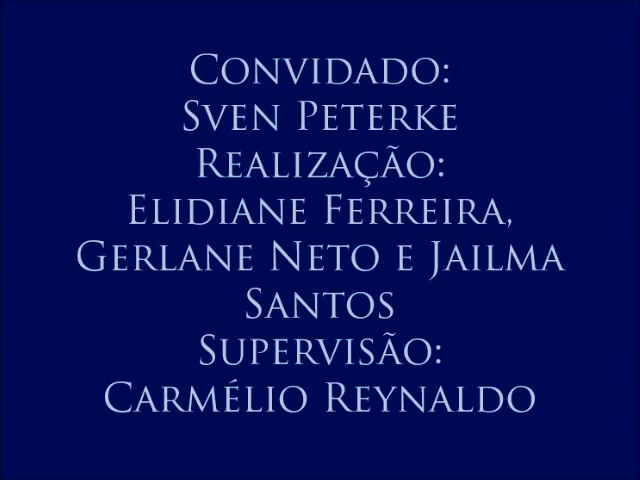 Convidado:
Sven Peterke
Realização:
Elidiane Ferreira,
Gerlane Neto e Jailma
Santos
Supervisão:
Carmélio Reynaldo